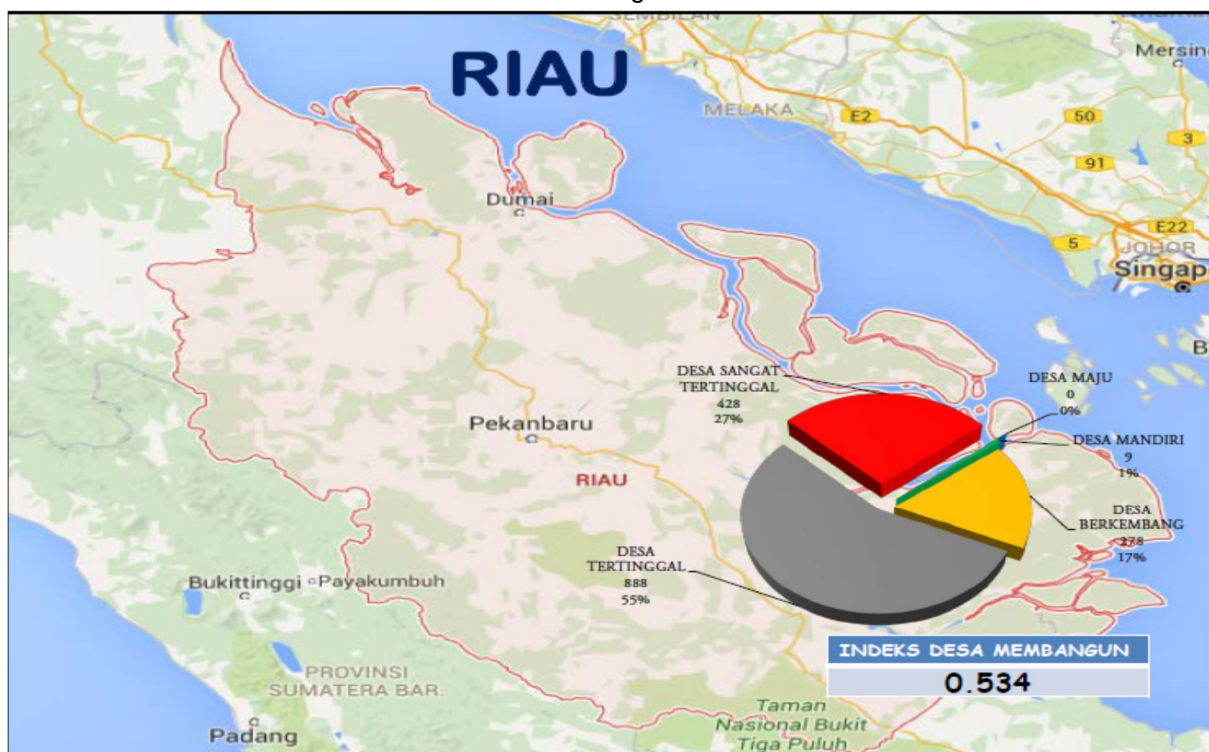 SEMBILAN
RIAU
Mersing
MELAKA
E2
50
3
91
Dumai
E22
5
JOHOR
Singap
B
DESA SANGAT
TERTINGGAL
428
27%
DESA MAJU
0
0%
Pekanbaru
DESA MANDIRI
9
1%
RIAU
DESA
BERKEMBANG
278
17%
DESA
TERTINGGAL
888
55%
Bukittinggi
Payakumbuh
INDEKS DESA MEMBANGUN
0.534
PROVINSI
SUMATERA BAR.
Padang
Taman
Nasional Bukit
Tiga Puluh